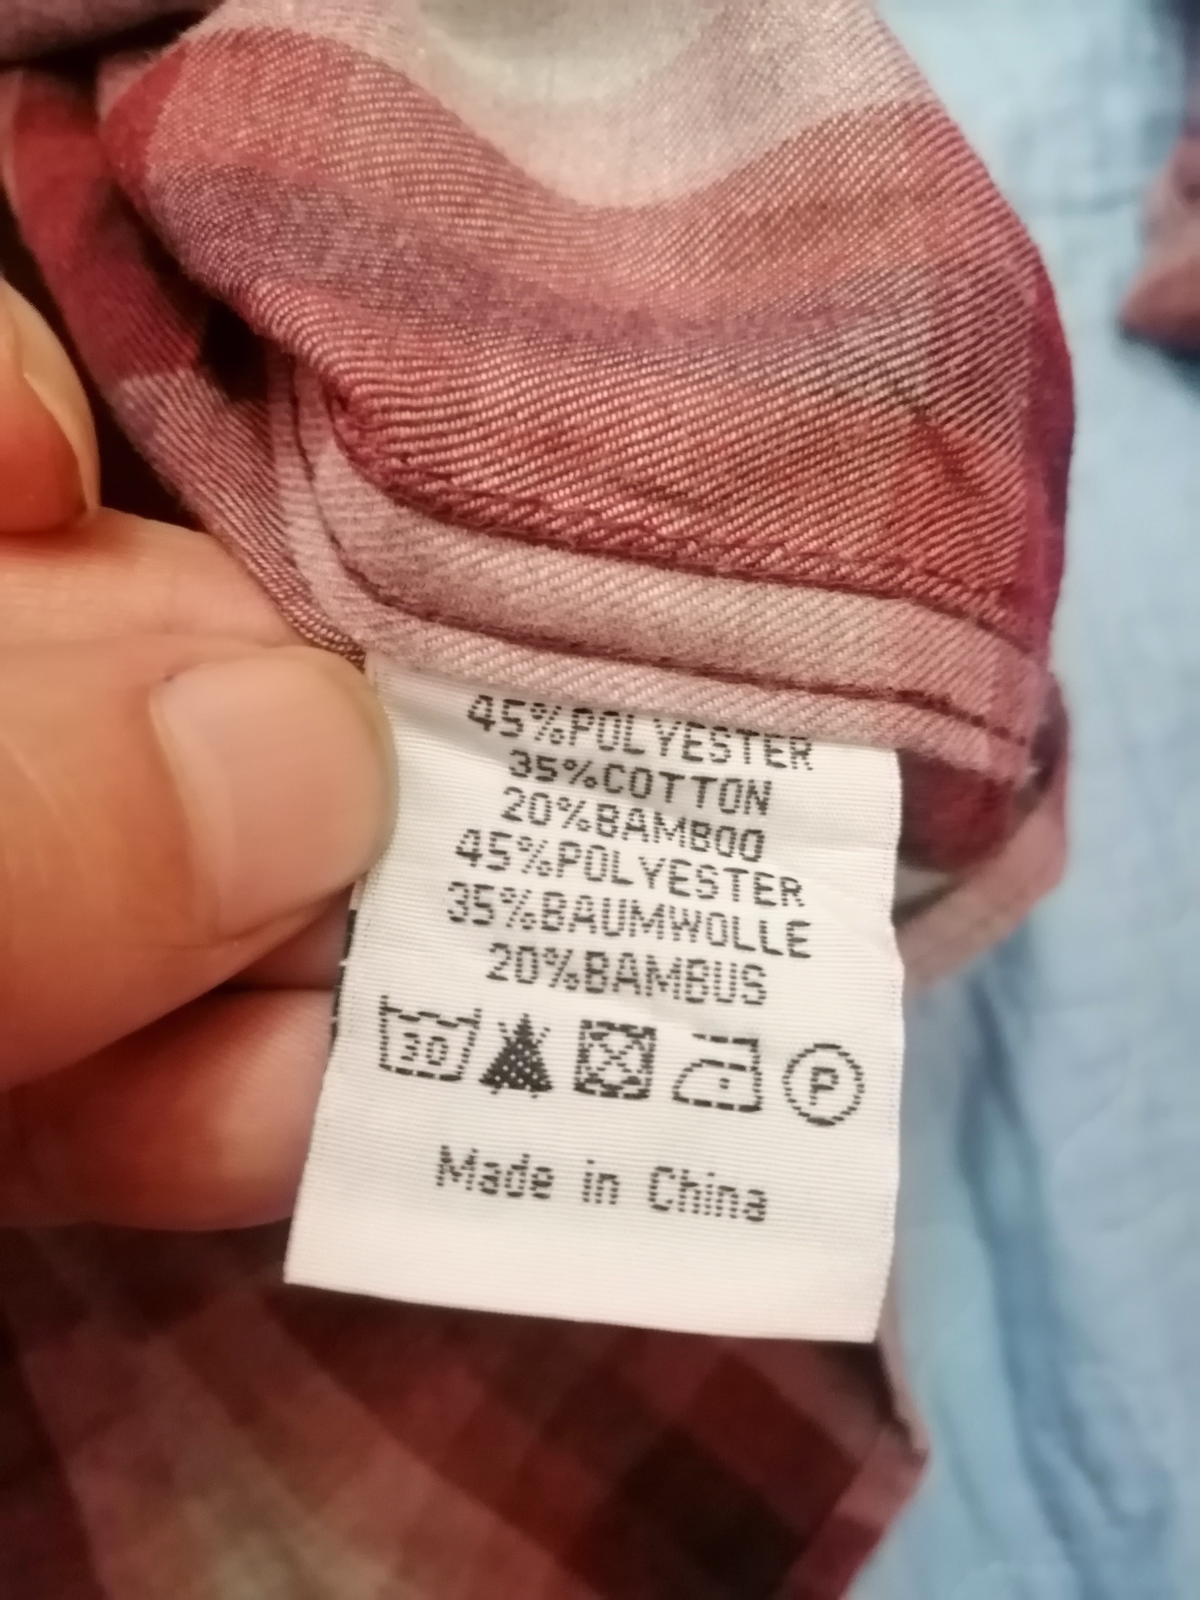 45%POLYESTER
35%COTTON
20%BAMBOO
45%POLYESTER
35%BAUMWOLLE
20%BAMBUS
30 P
Made in China